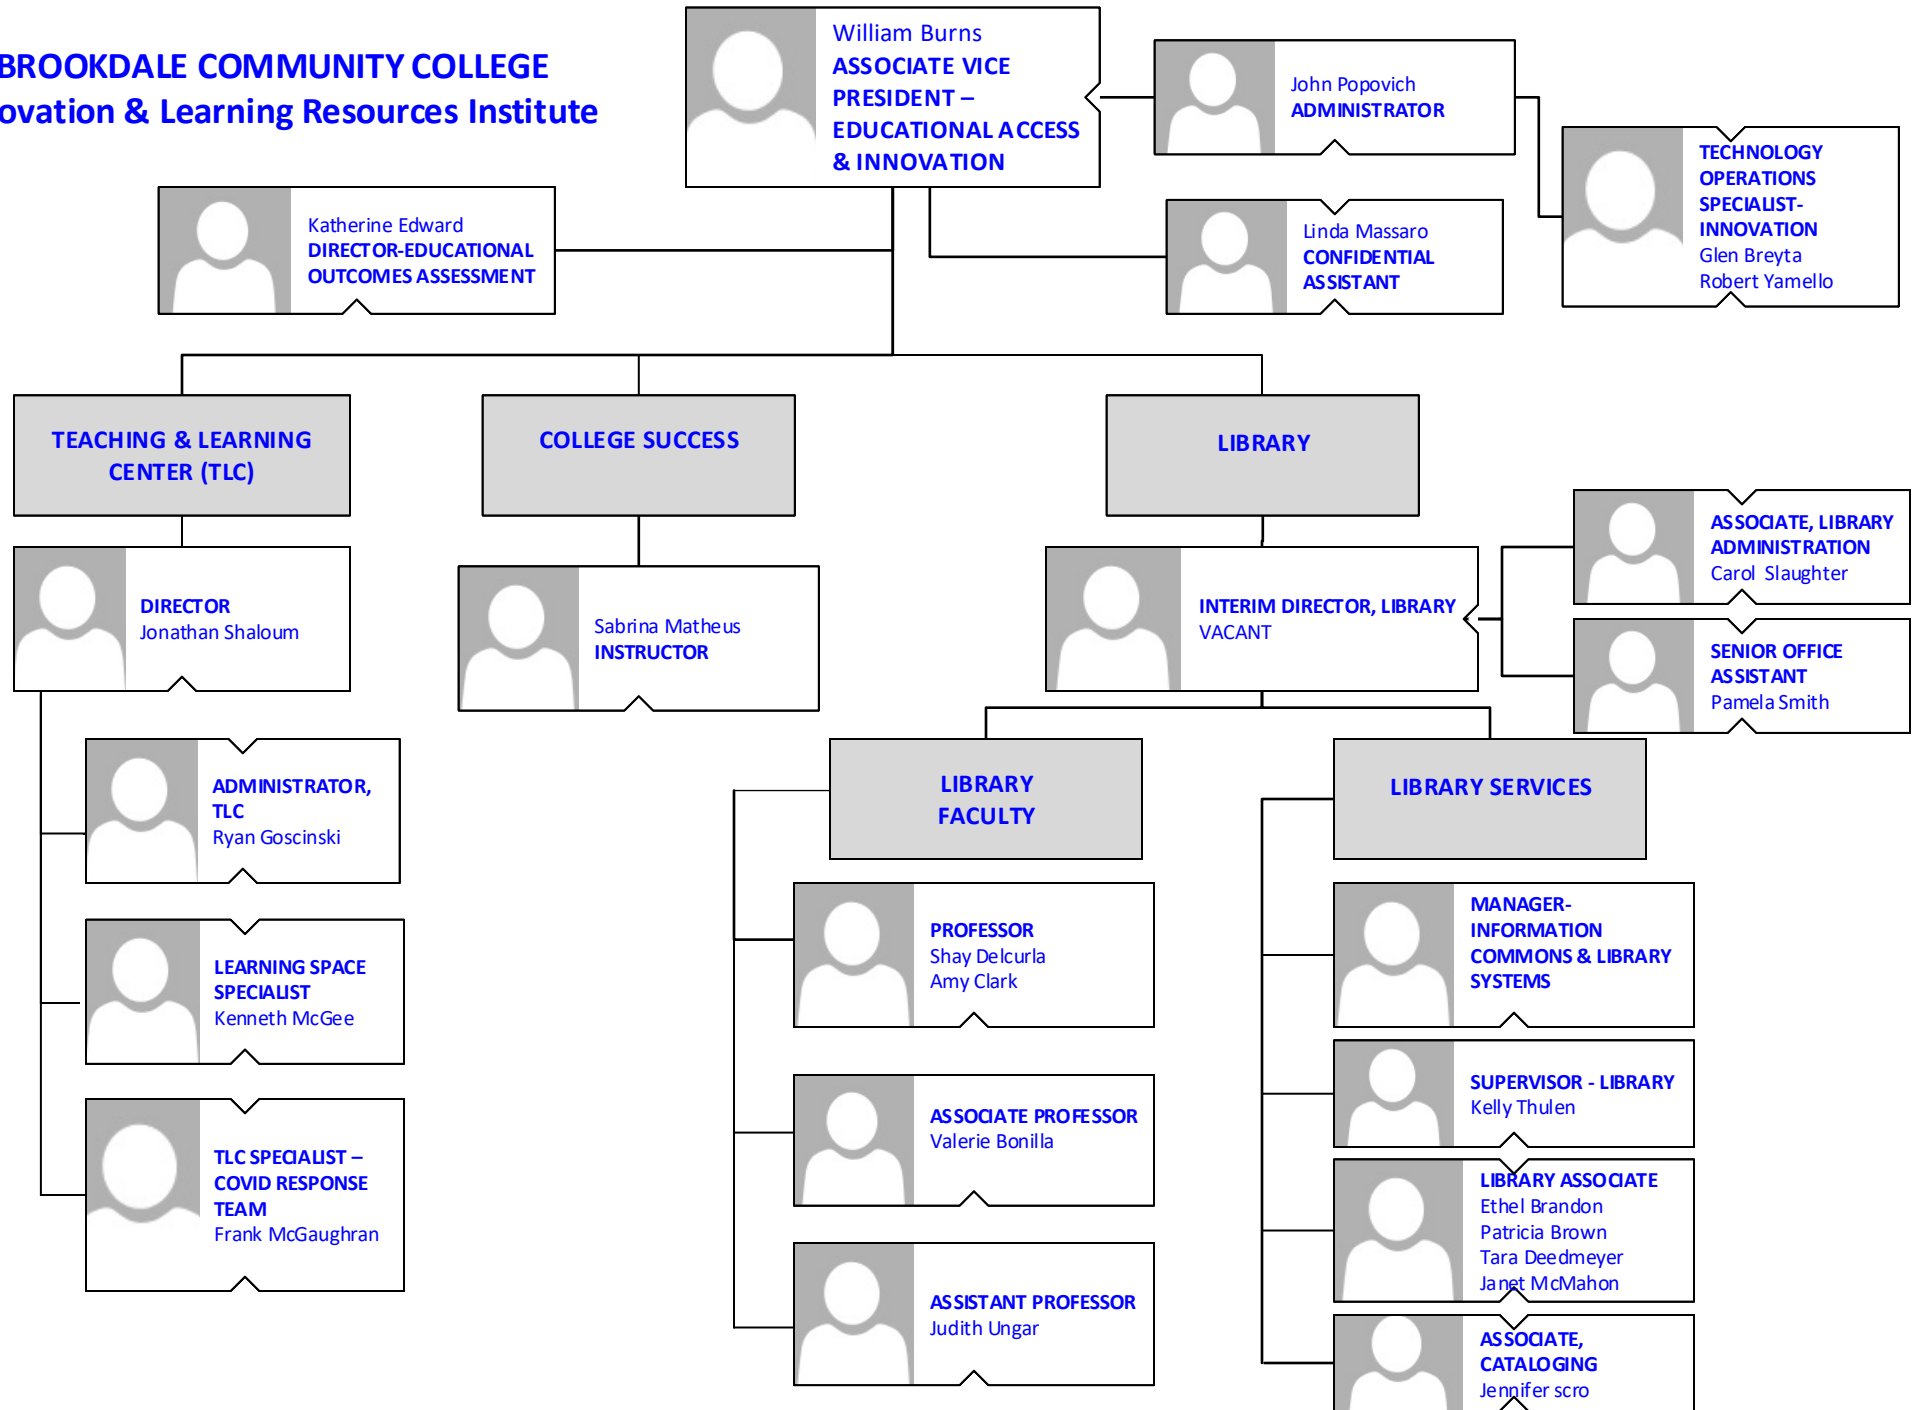 BROOKDALE COMMUNITY COLLEGE
ovation & Learning Resources Institute
William Burns
ASSOCIATE VICE
PRESIDENT –
EDUCATIONAL ACCESS
& INNOVATION
John Popovich
ADMINISTRATOR
TECHNOLOGY
OPERATIONS
SPECIALIST-
INNOVATION
Glen Breyta
Robert Yamello
Katherine Edward
DIRECTOR-EDUCATIONAL
OUTCOMES ASSESSMENT
Linda Massaro
CONFIDENTIAL
ASSISTANT
TEACHING & LEARNING
CENTER (TLC)
COLLEGE SUCCESS
LIBRARY
DIRECTOR
Jonathan Shaloum
Sabrina Matheus
INSTRUCTOR
INTERIM DIRECTOR, LIBRARY
VACANT
ASSOCIATE, LIBRARY
ADMINISTRATION
Carol Slaughter
SENIOR OFFICE
ASSISTANT
Pamela Smith
ADMINISTRATOR,
TLC
Ryan Goscinski
LEARNING SPACE
SPECIALIST
Kenneth McGee
TLC SPECIALIST –
COVID RESPONSE
TEAM
Frank McGaughran
LIBRARY
FACULTY
PROFESSOR
Shay Delcurla
Amy Clark
ASSOCIATE PROFESSOR
Valerie Bonilla
ASSISTANT PROFESSOR
Judith Ungar
LIBRARY SERVICES
MANAGER-
INFORMATION
COMMONS & LIBRARY
SYSTEMS
SUPERVISOR - LIBRARY
Kelly Thulen
LIBRARY ASSOCIATE
Ethel Brandon
Patricia Brown
Tara Deedmeyer
Janet McMahon
ASSOCIATE,
CATALOGING
Jennifer scro